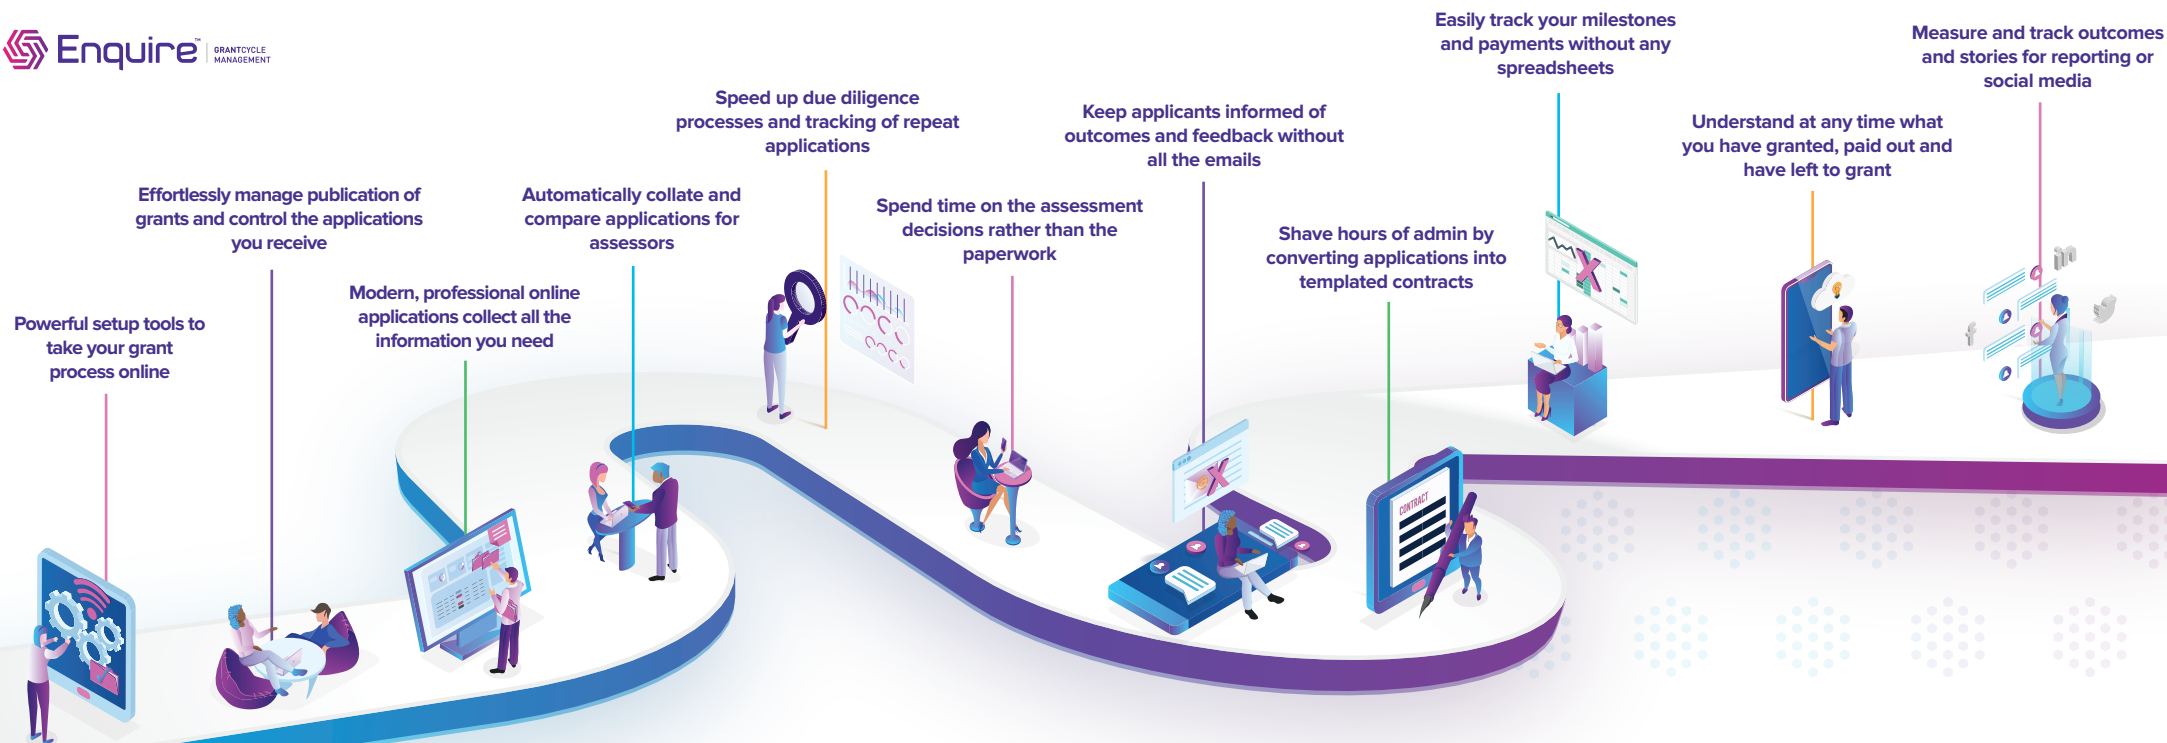 Enquire™
GRANTCYCLE
MANAGEMENT
Powerful setup tools to
take your grant
process online
Effortlessly manage publication of
grants and control the applications
you receive
Modern, professional online
applications collect all the
information you need
Automatically collate and
compare applications for
assessors
Speed up due diligence
processes and tracking of repeat
applications
Spend time on the assessment
decisions rather than the
paperwork
Keep applicants informed of
outcomes and feedback without
all the emails
Shave hours of admin by
converting applications into
templated contracts
CONTRACT
Easily track your milestones
and payments without any
spreadsheets
Understand at any time what
you have granted, paid out and
have left to grant
Measure and track outcomes
and stories for reporting or
social media
X
X
in
f